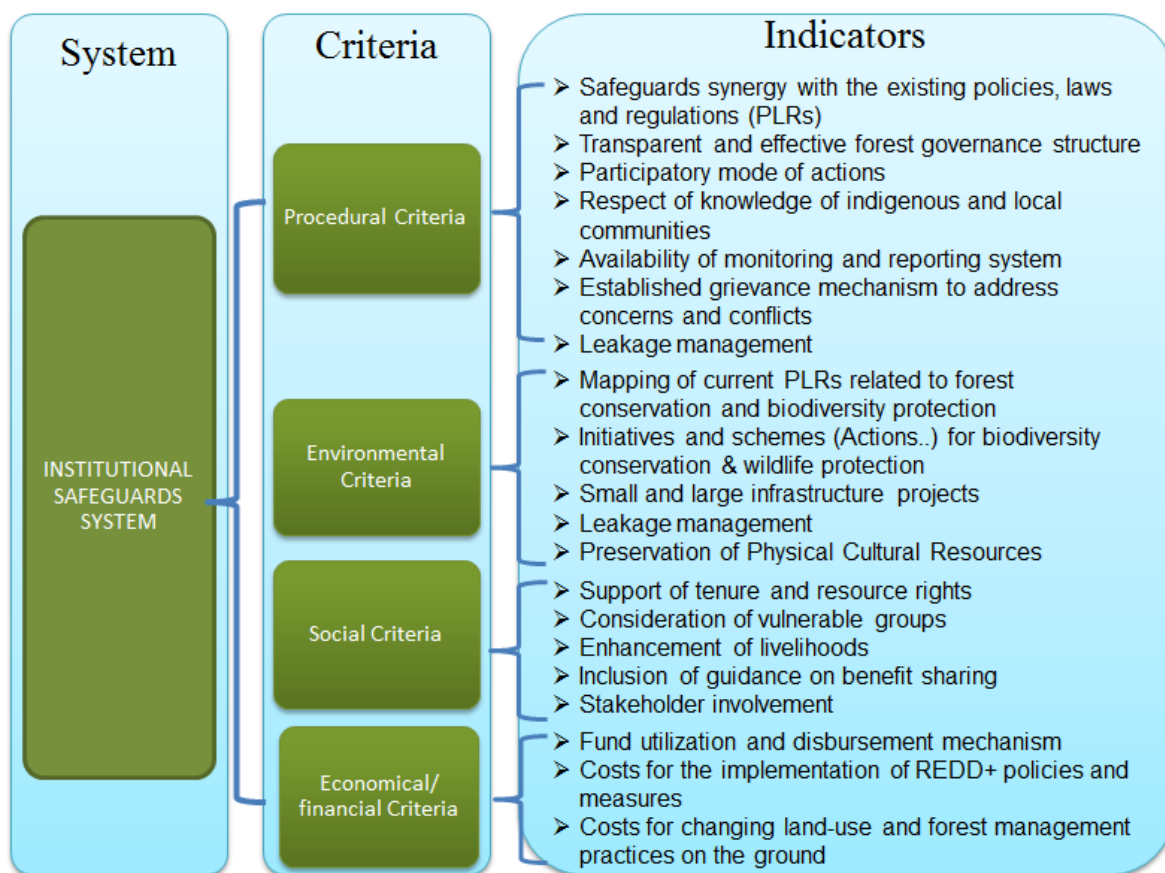 System
INSTITUTIONAL
SAFEGUARDS
SYSTEM
Criteria
Procedural Criteria
Environmental
Criteria
Social Criteria
Economical/
financial Criteria
Indicators
➢ Safeguards synergy with the existing policies, laws
and regulations (PLRs)
➢ Transparent and effective forest governance structure
➢ Participatory mode of actions
➢ Respect of knowledge of indigenous and local
communities
➢ Availability of monitoring and reporting system
➢ Established grievance mechanism to address
concerns and conflicts
➢ Leakage management
➢ Mapping of current PLRs related to forest
conservation and biodiversity protection
➢ Initiatives and schemes (Actions..) for biodiversity
conservation & wildlife protection
➢ Small and large infrastructure projects
➢ Leakage management
➢ Preservation of Physical Cultural Resources
➢ Support of tenure and resource rights
➢ Consideration of vulnerable groups
➢ Enhancement of livelihoods
➢ Inclusion of guidance on benefit sharing
➢ Stakeholder involvement
➢ Fund utilization and disbursement mechanism
➢ Costs for the implementation of REDD+ policies and
measures
➢ Costs for changing land-use and forest management
practices on the ground